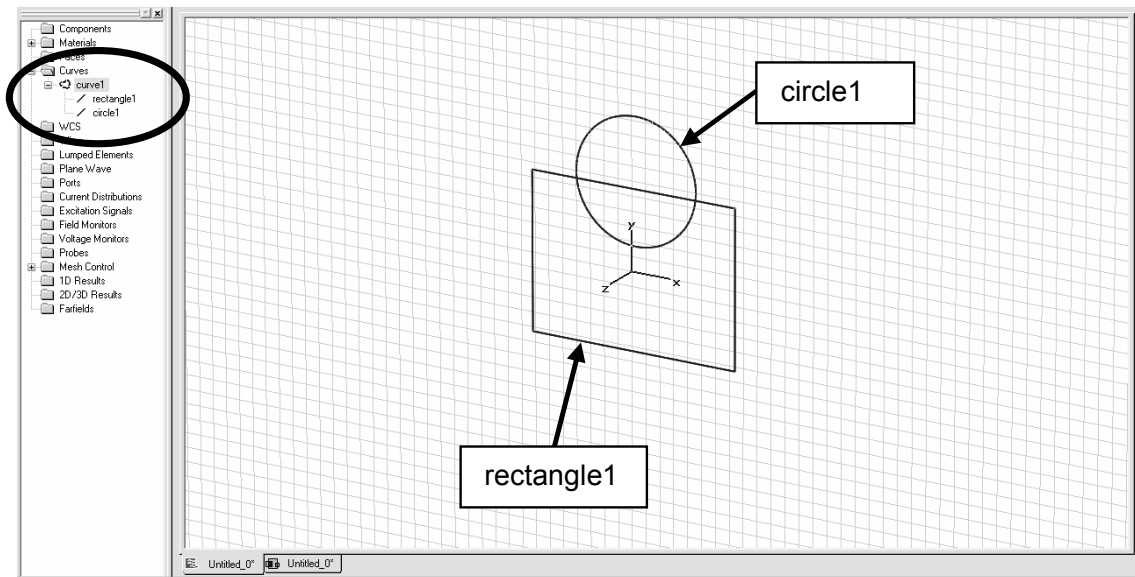 Components
Materials
Faces
Curves
curve1
rectangle1
circle1
WCS
Lumped Elements
Plane Wave
Ports
Current Distributions
Excitation Signals
Field Monitors
Voltage Monitors
Probes
Mesh Control
1D Results
2D/3D Results
Farfields
circle1
y
x
z
rectangle1
Untitled_0* Untitled_0*